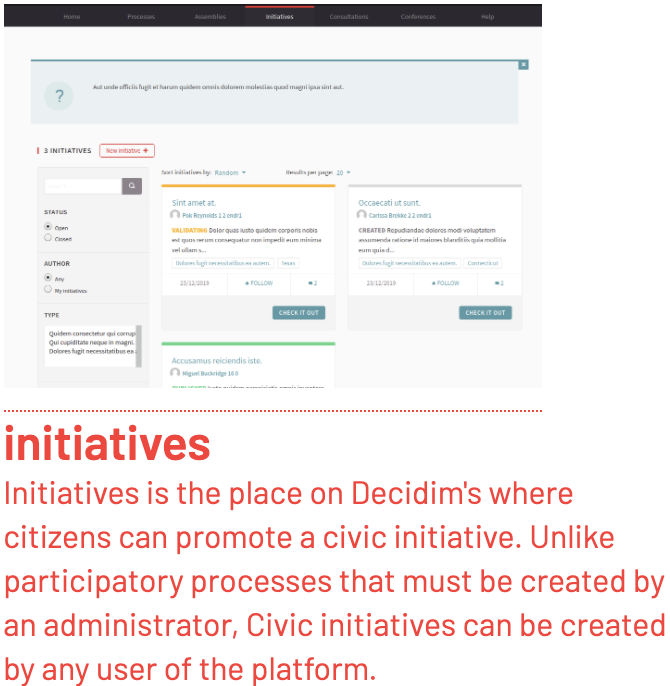 Home Processes Assemblies Initiatives Consultations Conferences Help
Aut unde officiis fugit et harum quidem omnis dolorem molestias quod magni ipsa sint aut.
?
3 INITIATIVES New initiative +
Sort initiatives by: Random Results per page: 20
STATUS
Open
Closed
AUTHOR
Any
My initiatives
TYPE
Quidem consectetur qui corrup
Qui cupiditate neque in magni.
Dolores fugit necessitatibus ea
Sint amet at.
Pok Reynolds 1 2 endr1
VALIDATING Dolor quas iusto quidem corporis nobis
est quos rerum consequatur non impedit eum minima
vel ullam s...
Dolores fugit necessitatibus ea autem. Texas
23/12/2019 FOLLOW 2
CHECK IT OUT
Occaecati ut sunt.
Carissa Brekke 2 2 endr1
CREATED Repudiandae dolores modi voluptatem
assumenda ratione id maiores blanditiis quia mollitia
eum quia d...
Dolores fugit necessitatibus ea autem. Connecticut
23/12/2019 FOLLOW 2
CHECK IT OUT
Accusamus reiciendis iste.
Miguel Buckridge 16 0
initiatives
Initiatives is the place on Decidim's where
citizens can promote a civic initiative. Unlike
participatory processes that must be created by
an administrator, Civic initiatives can be created
by any user of the platform.